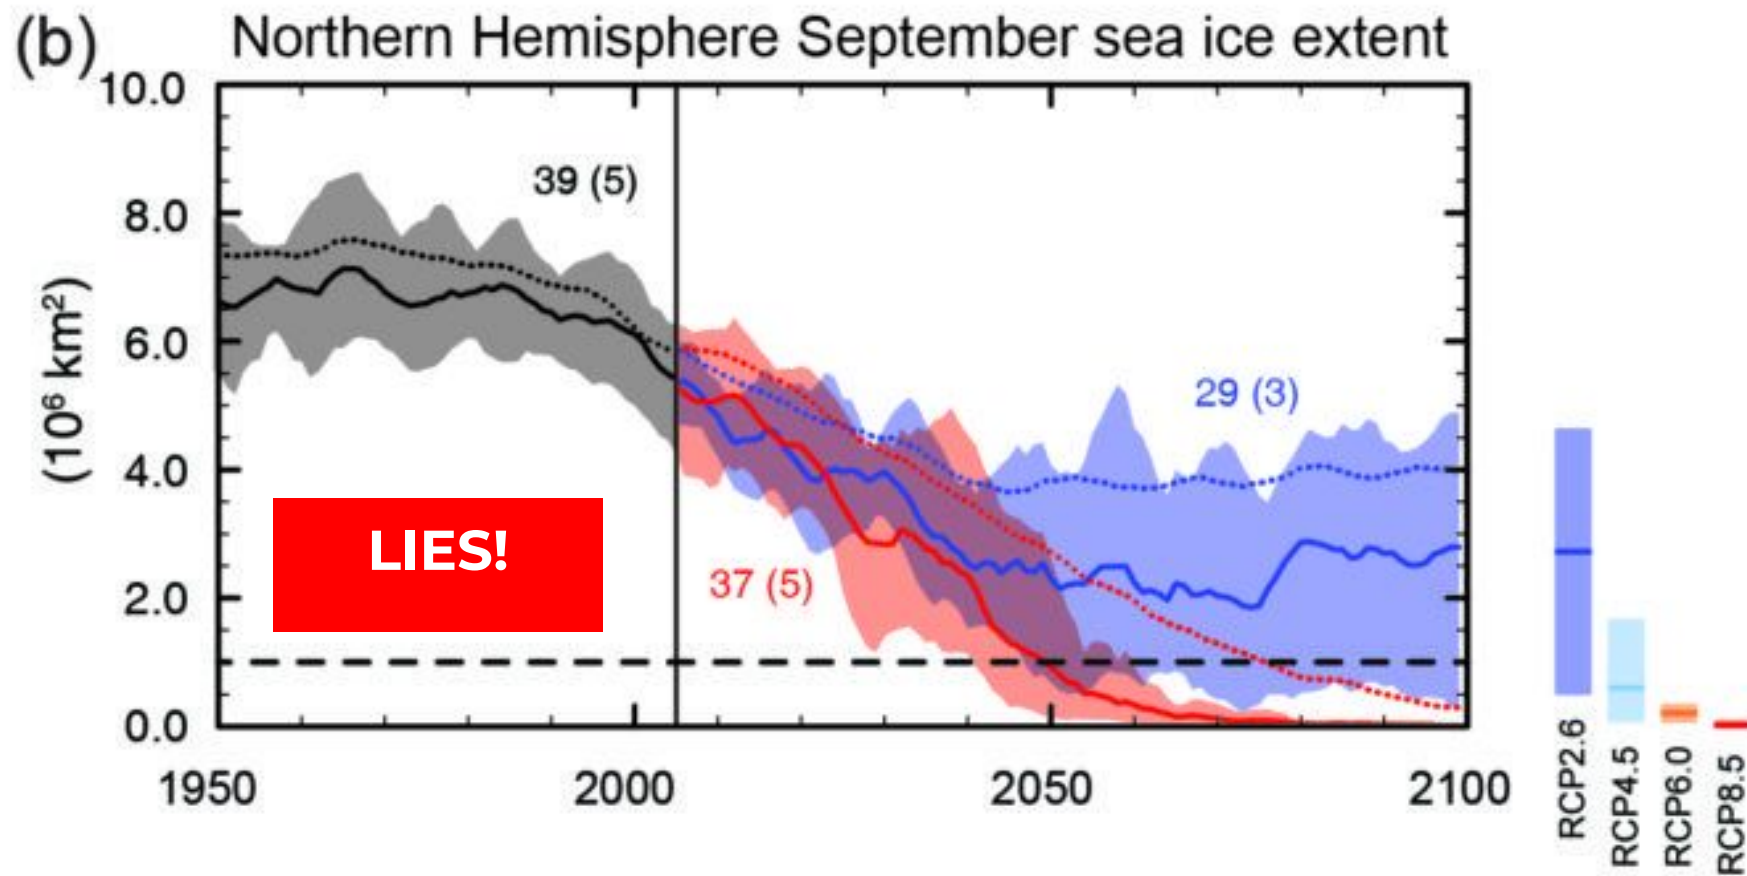 (b) Northern Hemisphere September sea ice extent
10.0
8.0
6.0
4.0
2.0
0.0
(10⁶ km²)
39 (5)
29 (3)
37 (5)
LIES!
1950 2000 2050 2100
RCP2.6
RCP4.5
RCP6.0
RCP8.5